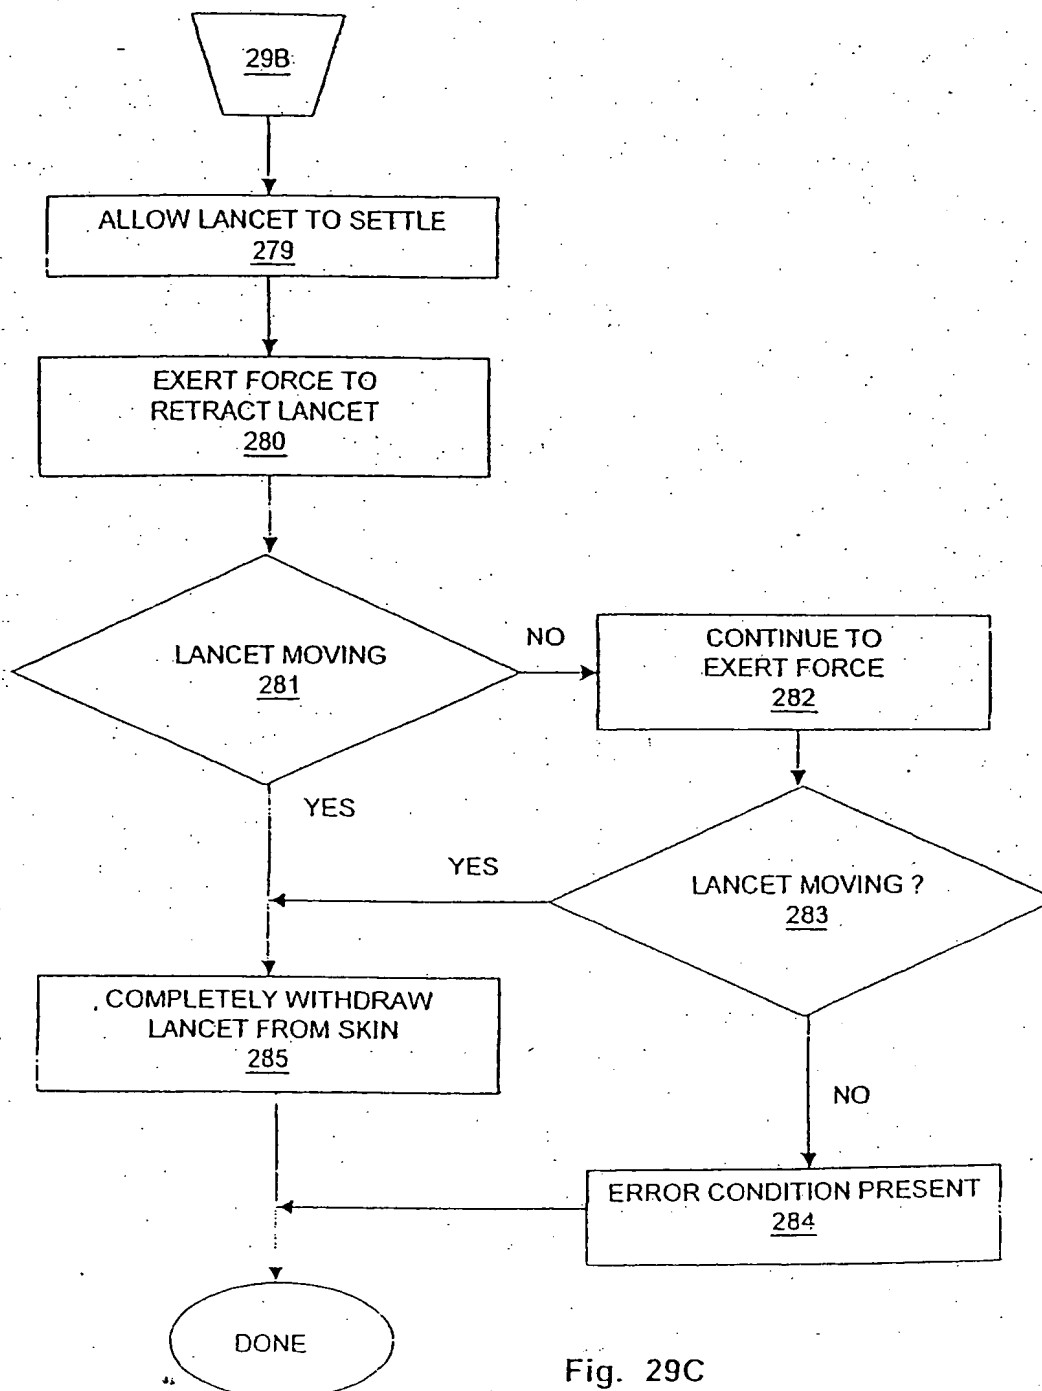 29B
ALLOW LANCET TO SETTLE
279
EXERT FORCE TO
RETRACT LANCET
280
LANCET MOVING
281
NO
CONTINUE TO
EXERT FORCE
282
YES
YES
LANCET MOVING ?
283
COMPLETELY WITHDRAW
LANCET FROM SKIN
285
NO
ERROR CONDITION PRESENT
284
DONE
Fig. 29C